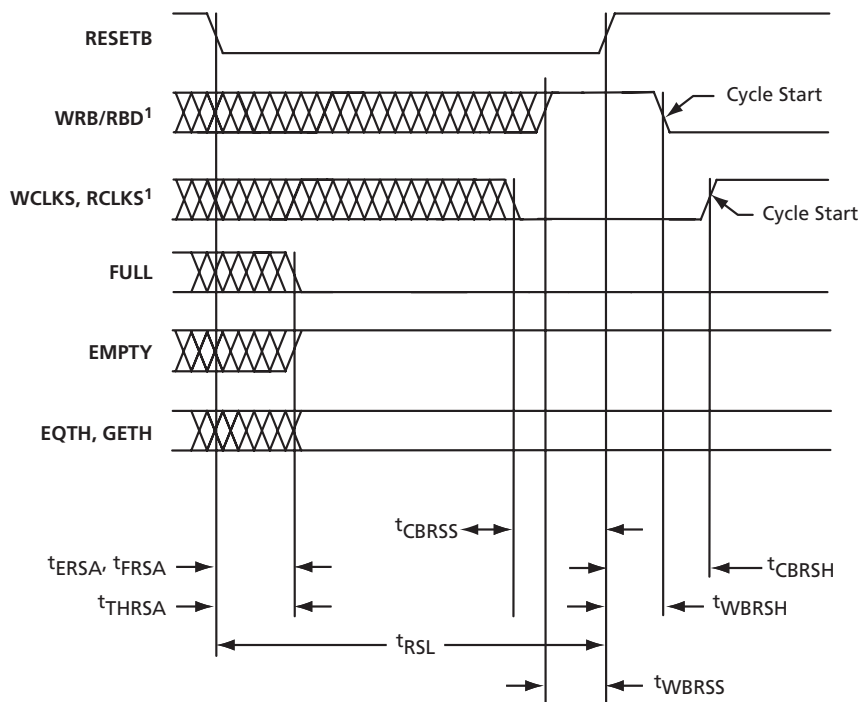 RESETB
WRB/RBD¹
Cycle Start
WCLKS, RCLKS¹
Cycle Start
FULL
EMPTY
EQTH, GETH
tCBRSS
tERSA, tFRSA
tCBRSH
tTHRSA
tWBRSH
tRSL
tWBRSS